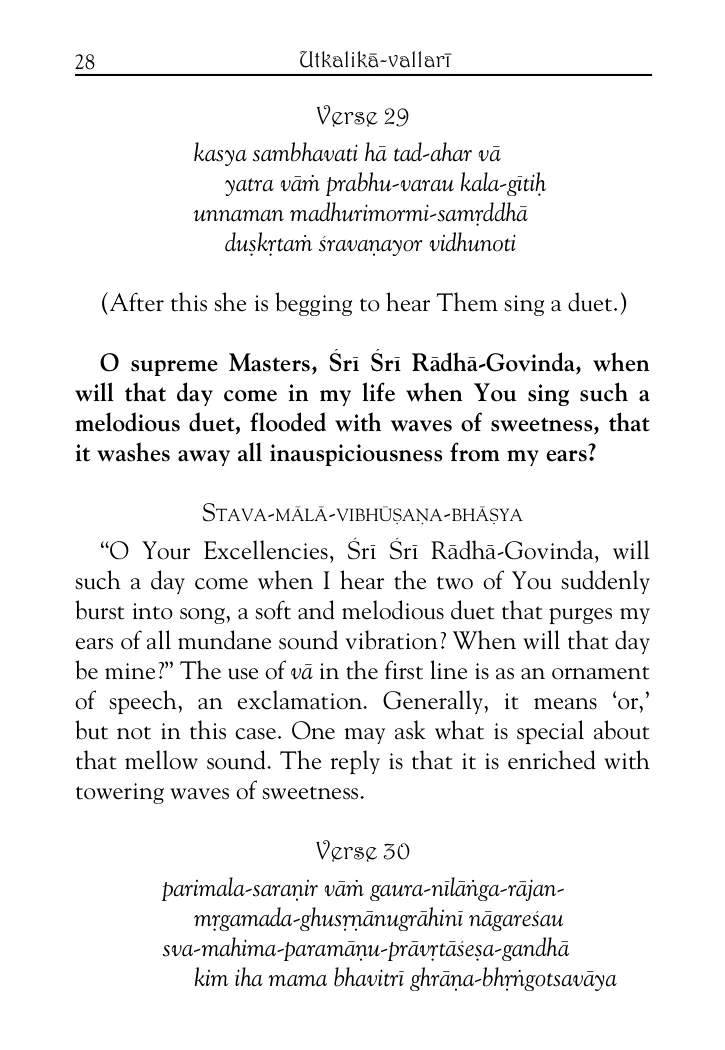 28 Utkalikā-vallarī
Verse 29
kasya sambhavati hā tad-ahar vā
yatra vāṁ prabhu-varau kala-gītiḥ
unnaman madhurimormi-samṛddhā
duṣkṛtaṁ śravaṇayor vidhunoti
(After this she is begging to hear Them sing a duet.)
O supreme Masters, Śrī Śrī Rādhā-Govinda, when
will that day come in my life when You sing such a
melodious duet, flooded with waves of sweetness, that
it washes away all inauspiciousness from my ears?
STAVA-MĀLĀ-VIBHŪṢAṆA-BHĀṢYA
“O Your Excellencies, Śrī Śrī Rādhā-Govinda, will
such a day come when I hear the two of You suddenly
burst into song, a soft and melodious duet that purges my
ears of all mundane sound vibration? When will that day
be mine?” The use of vā in the first line is as an ornament
of speech, an exclamation. Generally, it means ‘or,’
but not in this case. One may ask what is special about
that mellow sound. The reply is that it is enriched with
towering waves of sweetness.
Verse 30
parimala-saraṇir vāṁ gaura-nīlāṅga-rājan-
mṛgamada-ghusṛṇānugrāhinī nāgareśau
sva-mahima-paramāṇu-prāvṛtāśeṣa-gandhā
kim iha mama bhavitrī ghrāṇa-bhṛṅgotsavāya